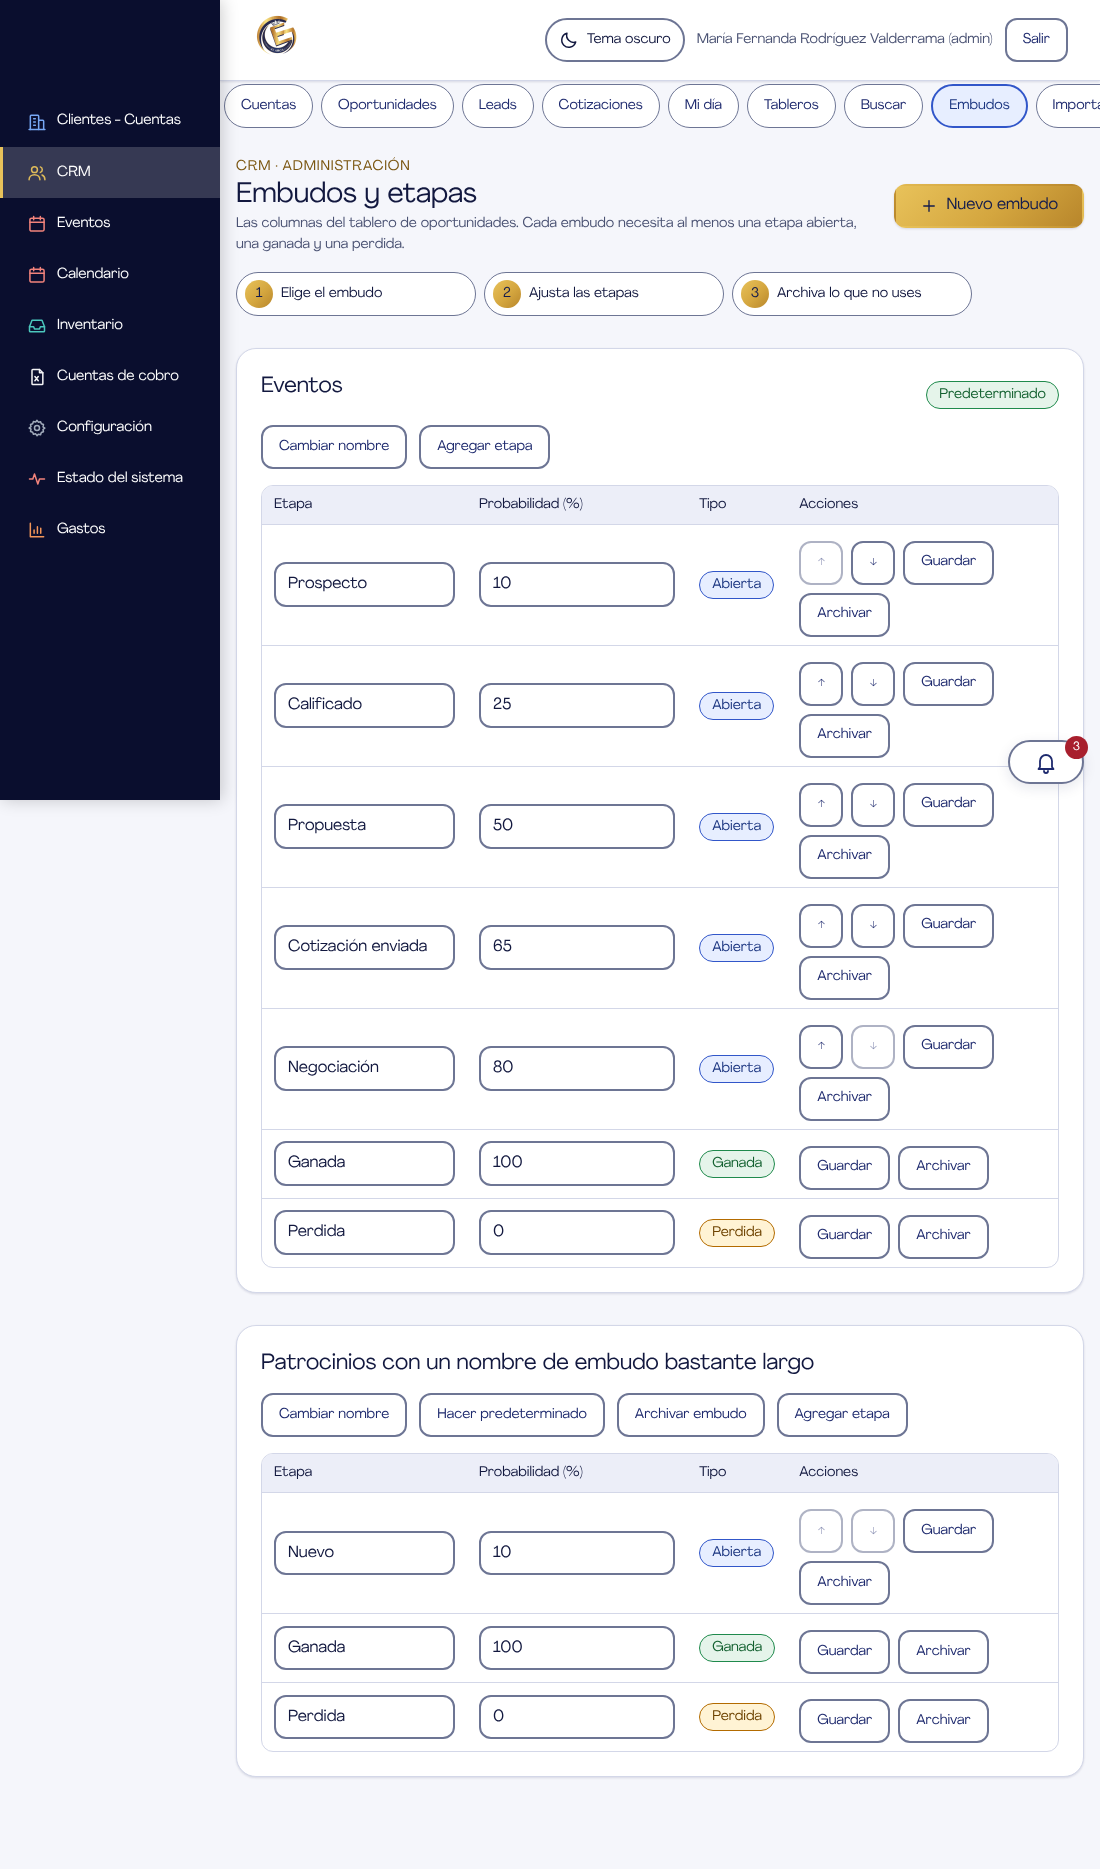 Tema oscuro
María Fernanda Rodríguez Valderrama (admin)
Salir
Clientes - Cuentas
CRM
Eventos
Calendario
Inventario
Cuentas de cobro
Configuración
Estado del sistema
Gastos
Cuentas
Oportunidades
Leads
Cotizaciones
Mi día
Tableros
Buscar
Embudos
CRM · ADMINISTRACIÓN
Embudos y etapas
Las columnas del tablero de oportunidades. Cada embudo necesita al menos una etapa abierta,
una ganada y una perdida.
+ Nuevo embudo
1 Elige el embudo
2 Ajusta las etapas
3 Archiva lo que no uses
Eventos
Predeterminado
Cambiar nombre
Agregar etapa
Etapa Probabilidad (%) Tipo Acciones
Prospecto 10 Abierta ↑ ↓ Guardar
Archivar
Calificado 25 Abierta ↑ ↓ Guardar
Archivar
3
Propuesta 50 Abierta ↑ ↓ Guardar
Archivar
Cotización enviada 65 Abierta ↑ ↓ Guardar
Archivar
Negociación 80 Abierta ↑ ↓ Guardar
Archivar
Ganada 100 Ganada Guardar Archivar
Perdida 0 Perdida Guardar Archivar
Patrocinios con un nombre de embudo bastante largo
Cambiar nombre
Hacer predeterminado
Archivar embudo
Agregar etapa
Etapa Probabilidad (%) Tipo Acciones
Nuevo 10 Abierta ↑ ↓ Guardar
Archivar
Ganada 100 Ganada Guardar Archivar
Perdida 0 Perdida Guardar Archivar